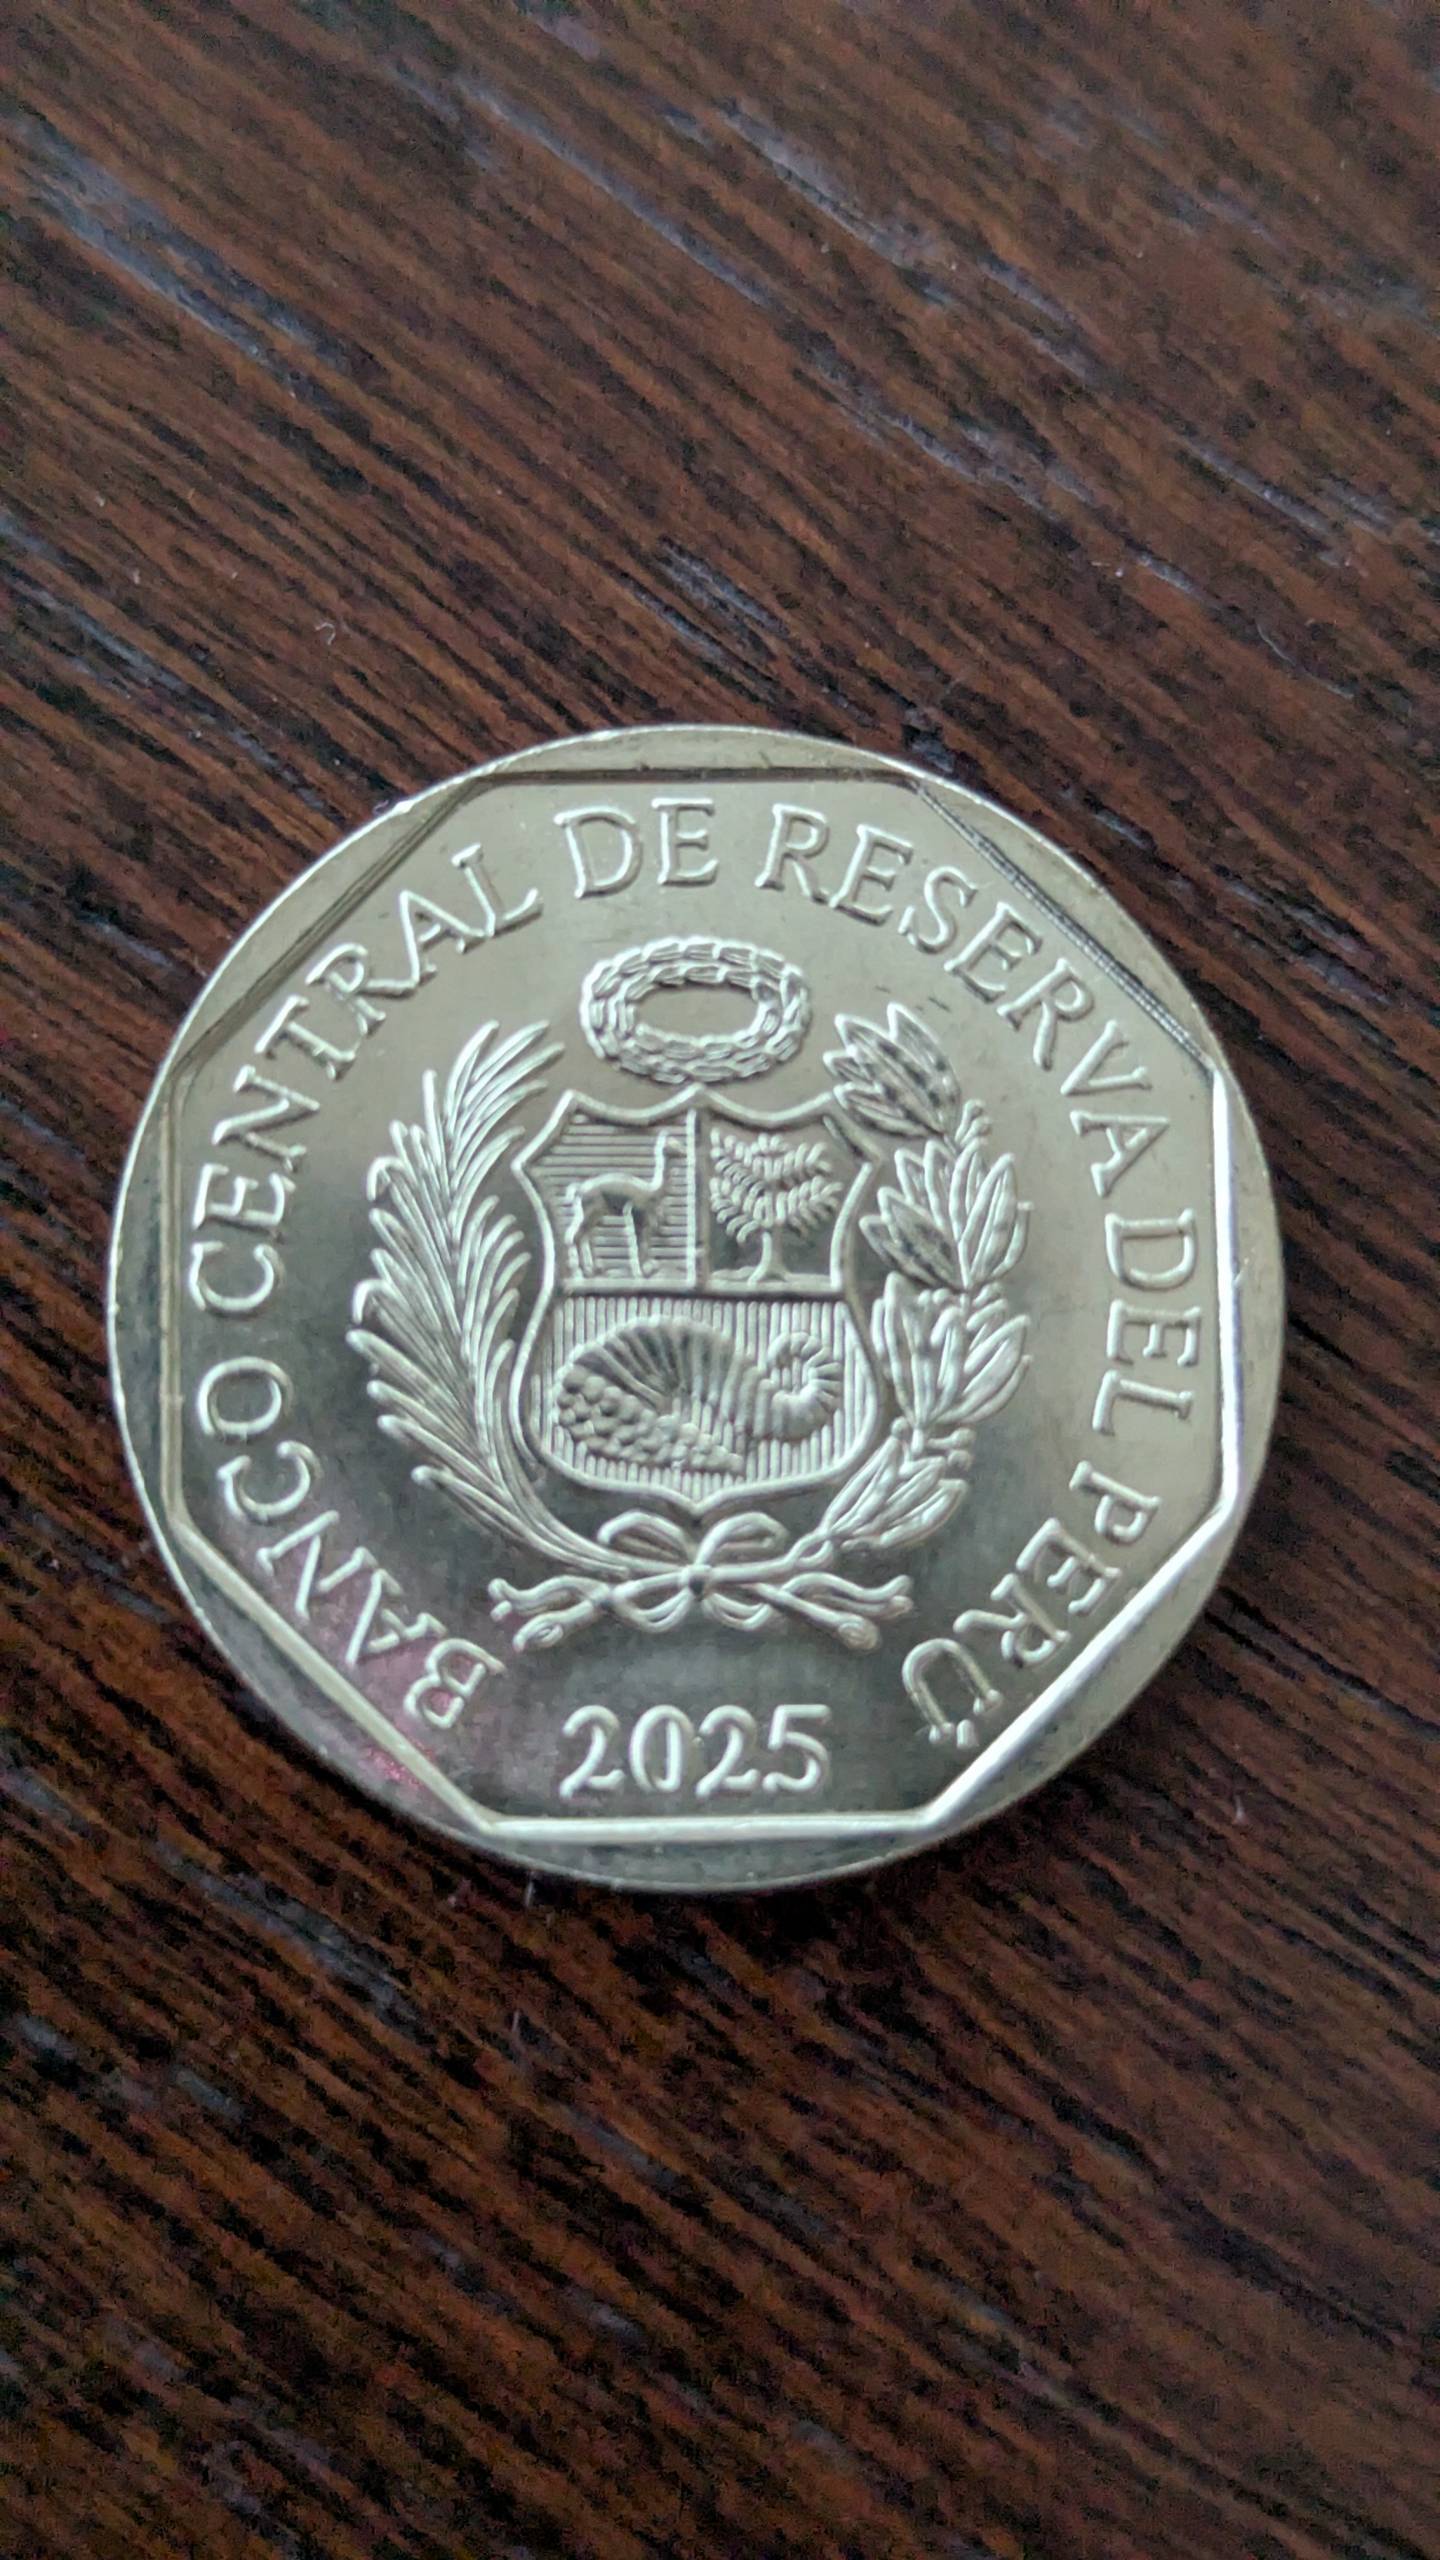 BANCO CENTRAL DE RESERVA DEL PERÚ
2025